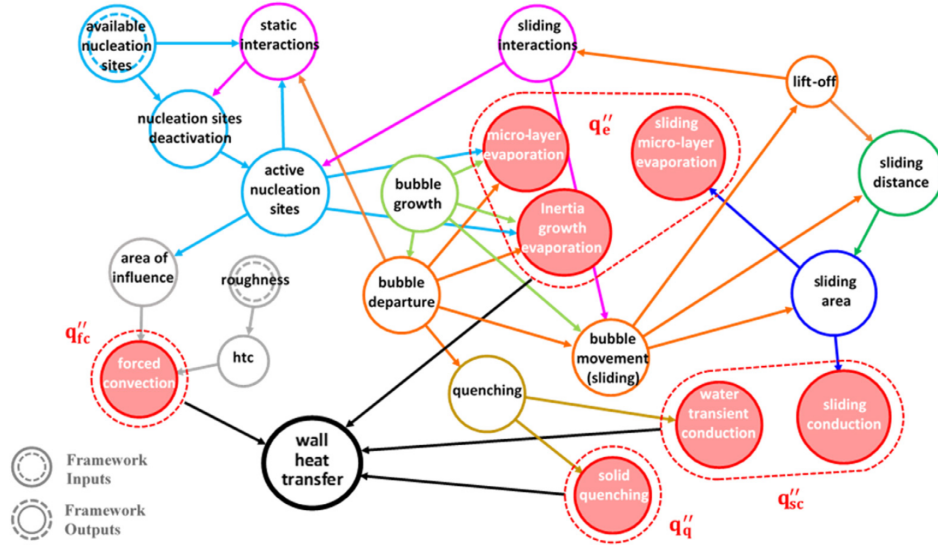 available
nucleation
sites
static
interactions
sliding
interactions
lift-off
nucleation sites
deactivation
q″e
micro-layer
evaporation
sliding
micro-layer
evaporation
sliding
distance
active
nucleation
sites
bubble
growth
Inertia
growth
evaporation
area of
influence
roughness
bubble
departure
sliding
area
q″fc
forced
convection
htc
bubble
movement
(sliding)
quenching
water
transient
conduction
sliding
conduction
wall
heat
transfer
Framework
Inputs
solid
quenching
q″sc
Framework
Outputs
q″q